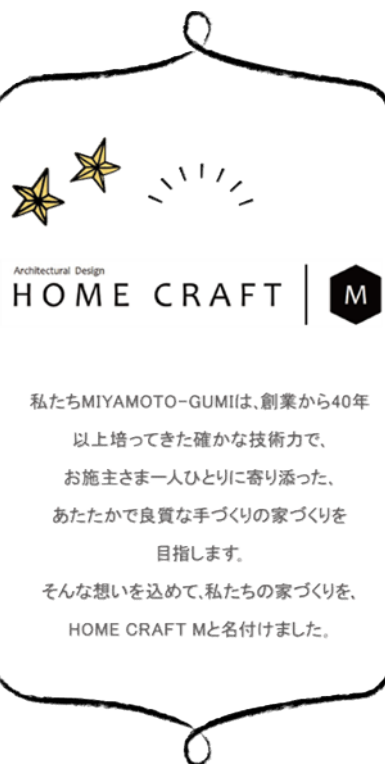 Architectural Design
HOME CRAFT M
私たちMIYAMOTO-GUMIは、創業から40年
以上培ってきた確かな技術力で、
お施主さま一人ひとりに寄り添った、
あたたかで良質な手づくりの家づくりを
目指します。
そんな想いを込めて、私たちの家づくりを、
HOME CRAFT Mと名付けました。